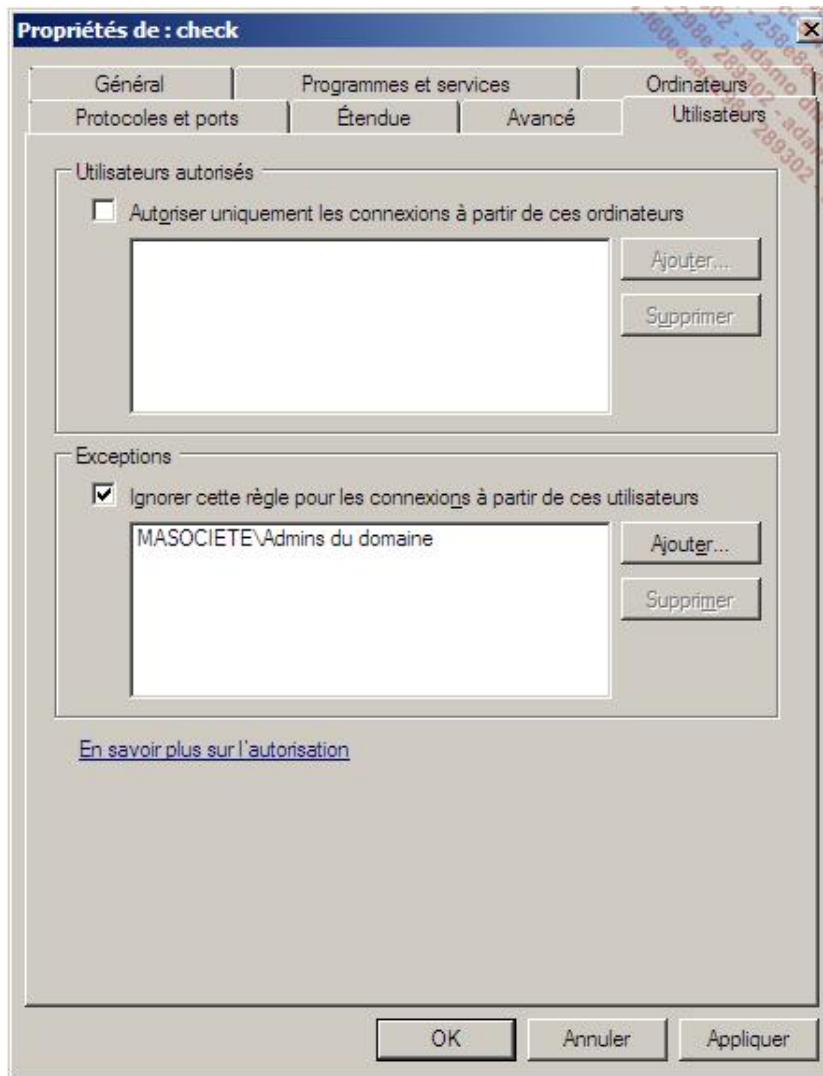 Propriétés de : check
Général
Programmes et services
Ordinateurs
Protocoles et ports
Étendue
Avancé
Utilisateurs
Utilisateurs autorisés
Autoriser uniquement les connexions à partir de ces ordinateurs
Ajouter...
Supprimer
Exceptions
Ignorer cette règle pour les connexions à partir de ces utilisateurs
MASOCIETE\Admins du domaine
Ajouter...
Supprimer
En savoir plus sur l'autorisation
OK
Annuler
Appliquer